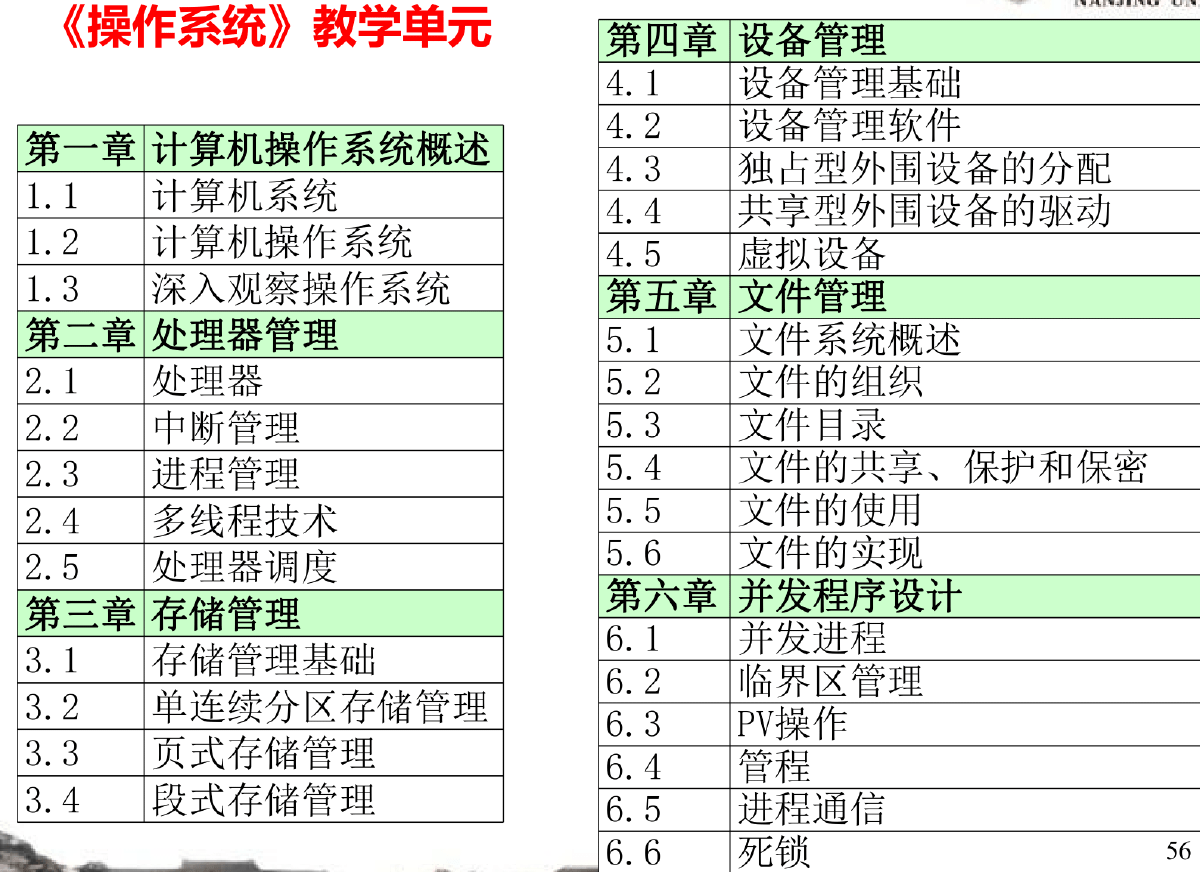 《操作系统》教学单元
第一章 计算机操作系统概述
1.1 计算机系统
1.2 计算机操作系统
1.3 深入观察操作系统
第二章 处理器管理
2.1 处理器
2.2 中断管理
2.3 进程管理
2.4 多线程技术
2.5 处理器调度
第三章 存储管理
3.1 存储管理基础
3.2 单连续分区存储管理
3.3 页式存储管理
3.4 段式存储管理
第四章 设备管理
4.1 设备管理基础
4.2 设备管理软件
4.3 独占型外围设备的分配
4.4 共享型外围设备的驱动
4.5 虚拟设备
第五章 文件管理
5.1 文件系统概述
5.2 文件的组织
5.3 文件目录
5.4 文件的共享、保护和保密
5.5 文件的使用
5.6 文件的实现
第六章 并发程序设计
6.1 并发进程
6.2 临界区管理
6.3 PV操作
6.4 管程
6.5 进程通信
6.6 死锁
56